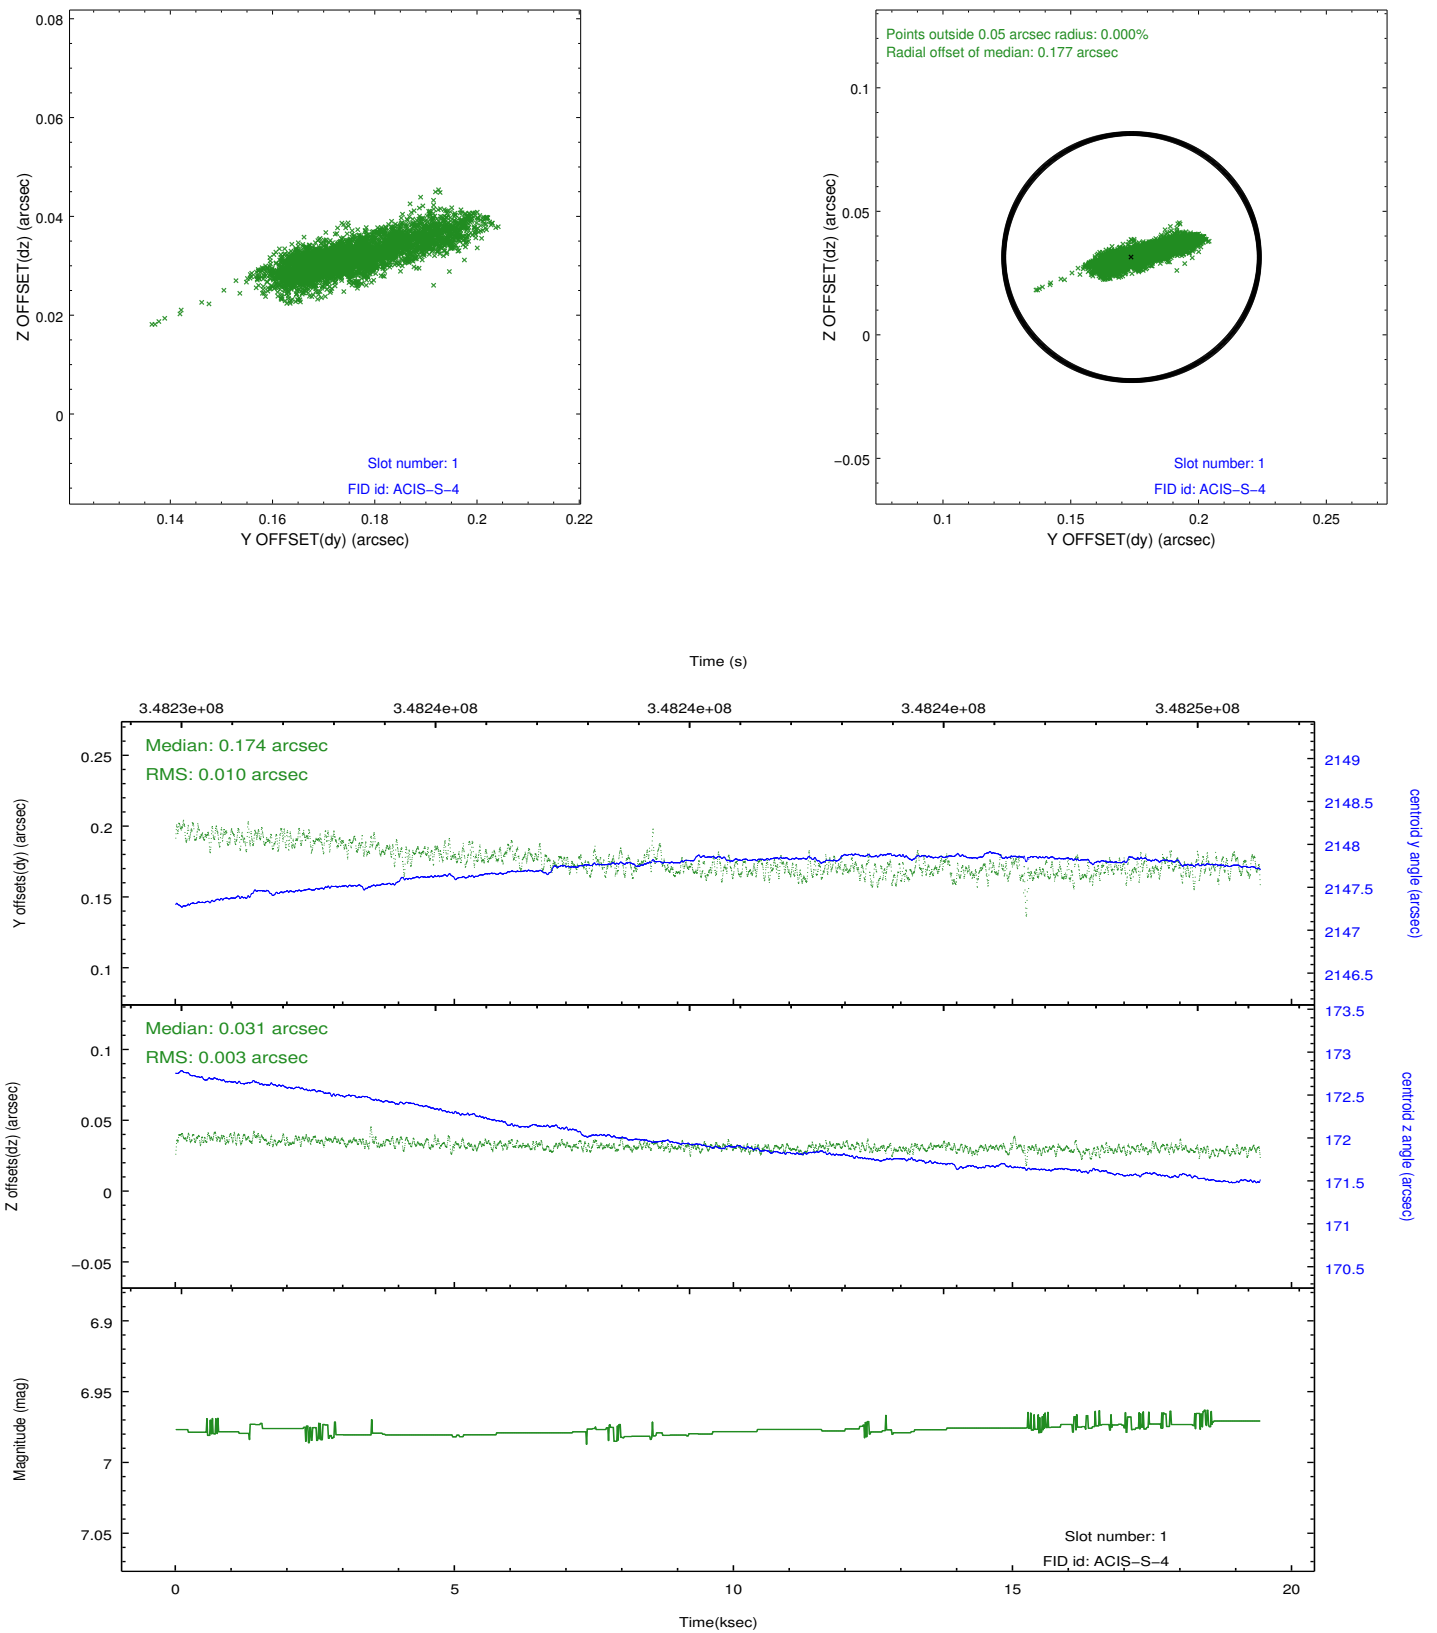 0.08
0.06
0.04
0.02
0
Z OFFSET(dz) (arcsec)
Slot number: 1
FID id: ACIS−S−4
0.14 0.16 0.18 0.2 0.22
Y OFFSET(dy) (arcsec)
Points outside 0.05 arcsec radius: 0.000%
Radial offset of median: 0.177 arcsec
0.1
0.05
0
−0.05
Z OFFSET(dz) (arcsec)
Slot number: 1
FID id: ACIS−S−4
0.1 0.15 0.2 0.25
Y OFFSET(dy) (arcsec)
Time (s)
3.4823e+08 3.4824e+08 3.4824e+08 3.4824e+08 3.4825e+08
Median: 0.174 arcsec
RMS: 0.010 arcsec
0.25
0.2
0.15
0.1
Y offsets(dy) (arcsec)
2149
2148.5
2148
2147.5
2147
2146.5
centroid y angle (arcsec)
Median: 0.031 arcsec
RMS: 0.003 arcsec
0.1
0.05
0
−0.05
Z offsets(dz) (arcsec)
173.5
173
172.5
172
171.5
171
170.5
centroid z angle (arcsec)
6.9
6.95
7
7.05
Magnitude (mag)
Slot number: 1
FID id: ACIS−S−4
0 5 10 15 20
Time(ksec)